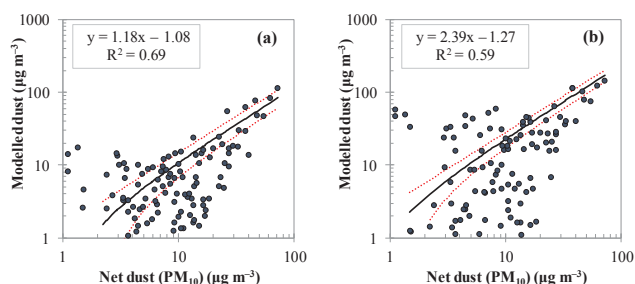 y = 1.18x – 1.08
R² = 0.69
(a)
Modelled dust (µg m⁻³)
1000
100
10
1
1 10 100
Net dust (PM₁₀) (µg m⁻³)
y = 2.39x – 1.27
R² = 0.59
(b)
Modelled dust (µg m⁻³)
1000
100
10
1
1 10 100
Net dust (PM₁₀) (µg m⁻³)